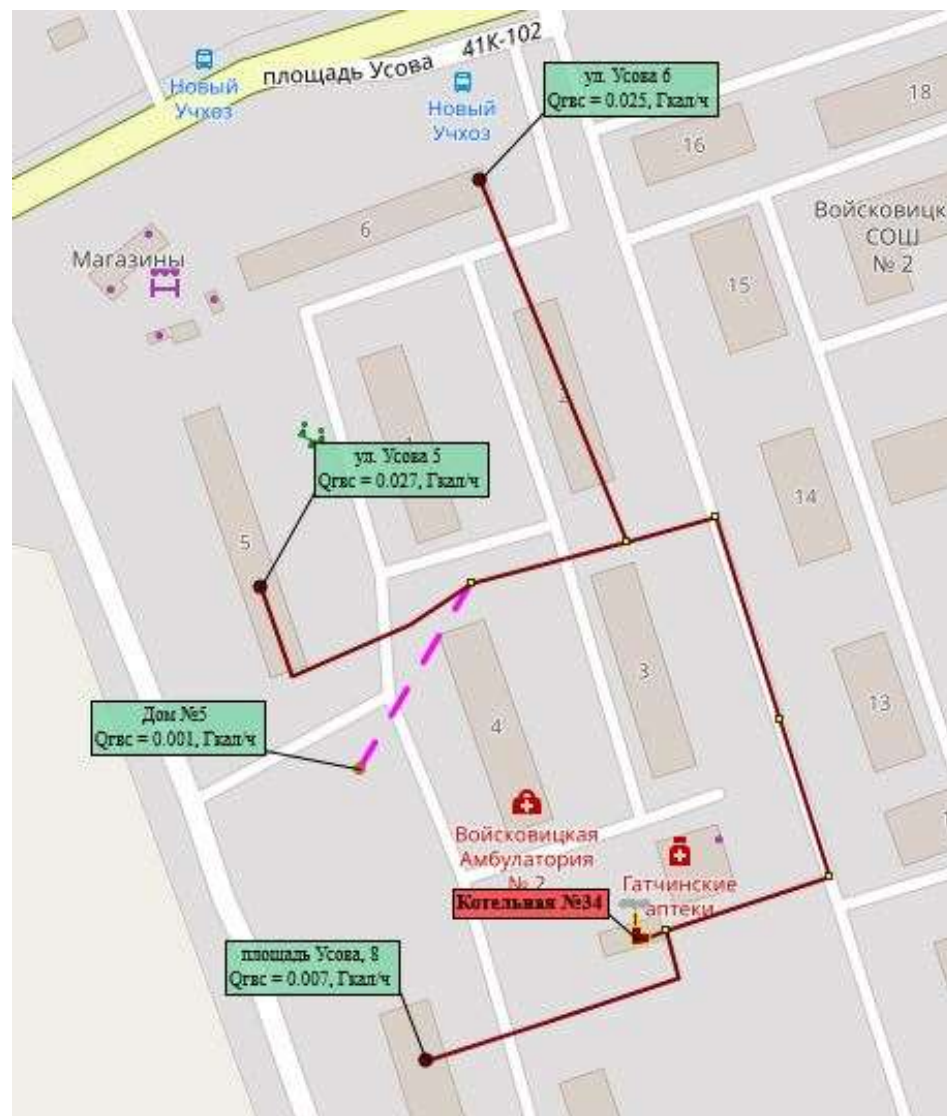 41К-102
площадь Усова
Новый
Учхоз
Новый
Учхоз
ул. Усова 6
Qгвс = 0.025, Гкал/ч
18
16
Войсковицк
СОШ
№ 2
6
Магазины
15
2
1
ул. Усова 5
Qгвс = 0.027, Гкал/ч
14
5
3
13
Дом №5
Qгвс = 0.001, Гкал/ч
4
Войсковицкая
Амбулатория
№ 2
Гатчинские
аптеки
Котельная №34
площадь Усова, 8
Qгвс = 0.007, Гкал/ч